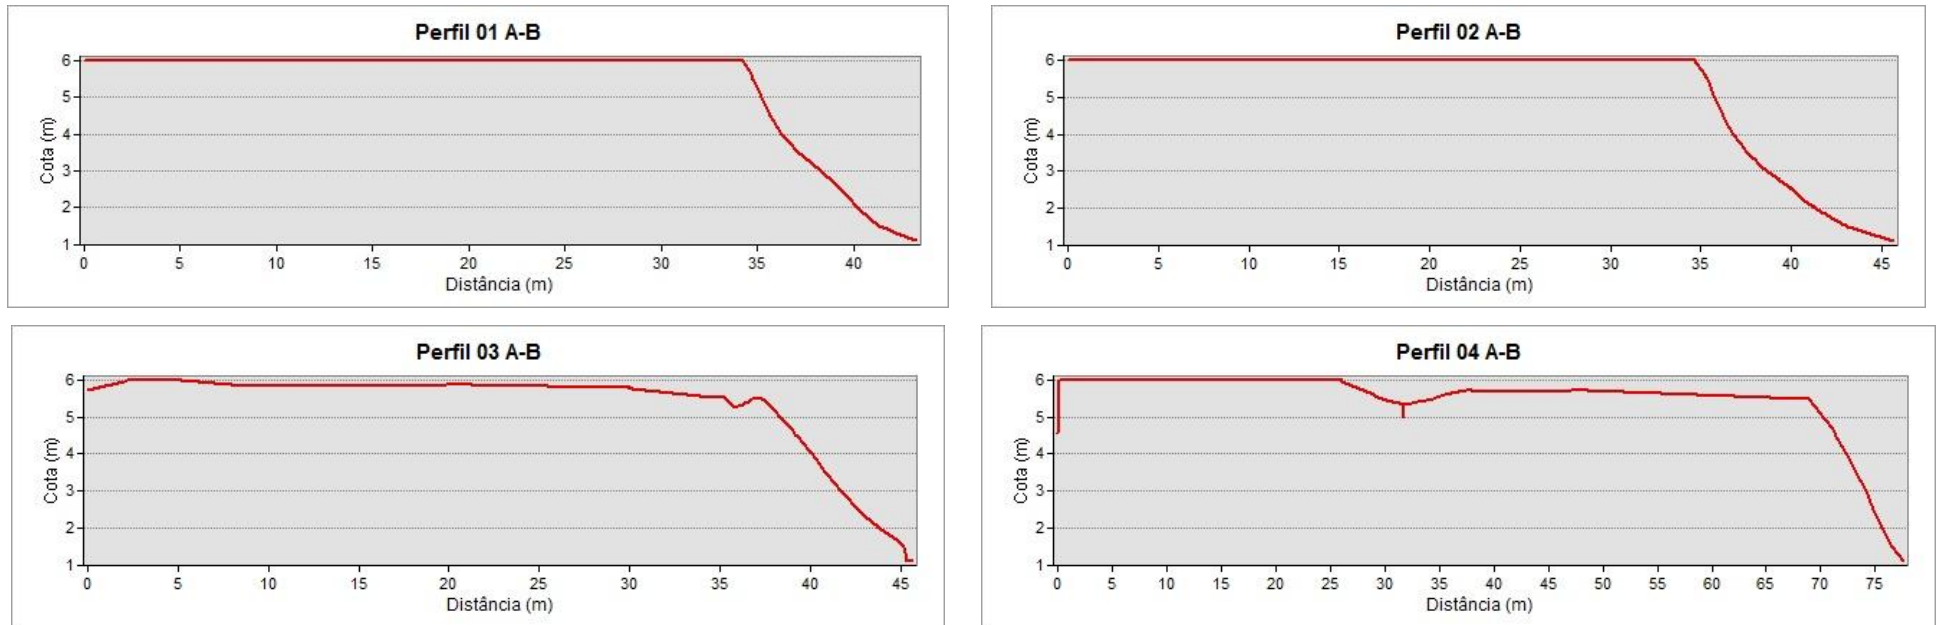 Perfil 01 A-B
6
5
4
3
2
1
Cota (m)
0 5 10 15 20 25 30 35 40
Distância (m)
Perfil 02 A-B
6
5
4
3
2
1
Cota (m)
0 5 10 15 20 25 30 35 40 45
Distância (m)
Perfil 03 A-B
6
5
4
3
2
1
Cota (m)
0 5 10 15 20 25 30 35 40 45
Distância (m)
Perfil 04 A-B
6
5
4
3
2
1
Cota (m)
0 5 10 15 20 25 30 35 40 45 50 55 60 65 70 75
Distância (m)